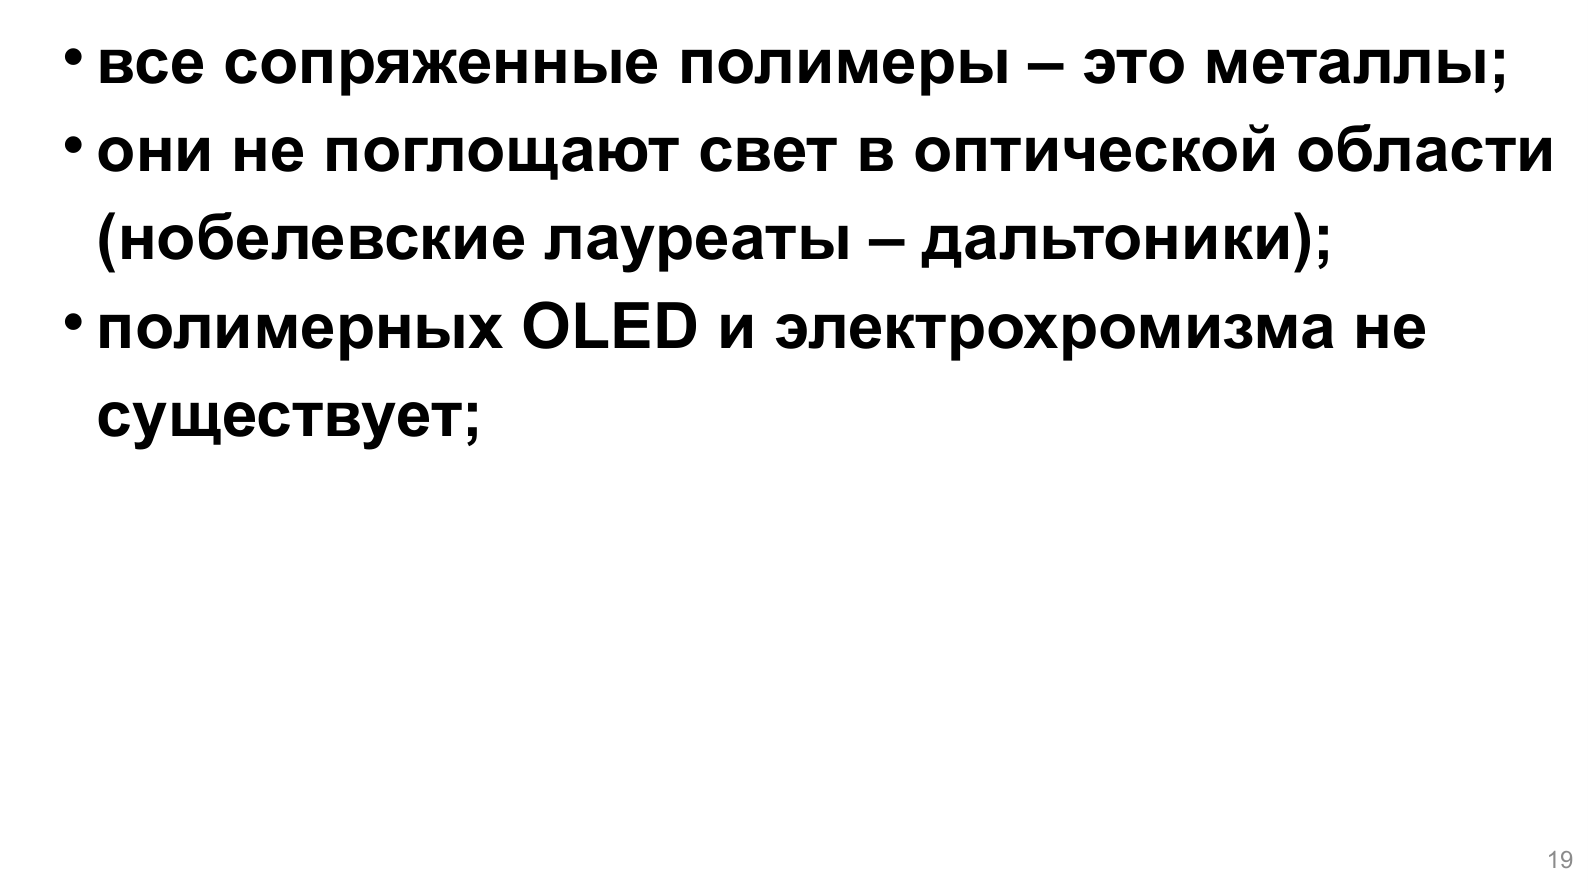 • все сопряженные полимеры – это металлы;
• они не поглощают свет в оптической области
(нобелевские лауреаты – дальтоники);
• полимерных OLED и электрохромизма не
существует;
19